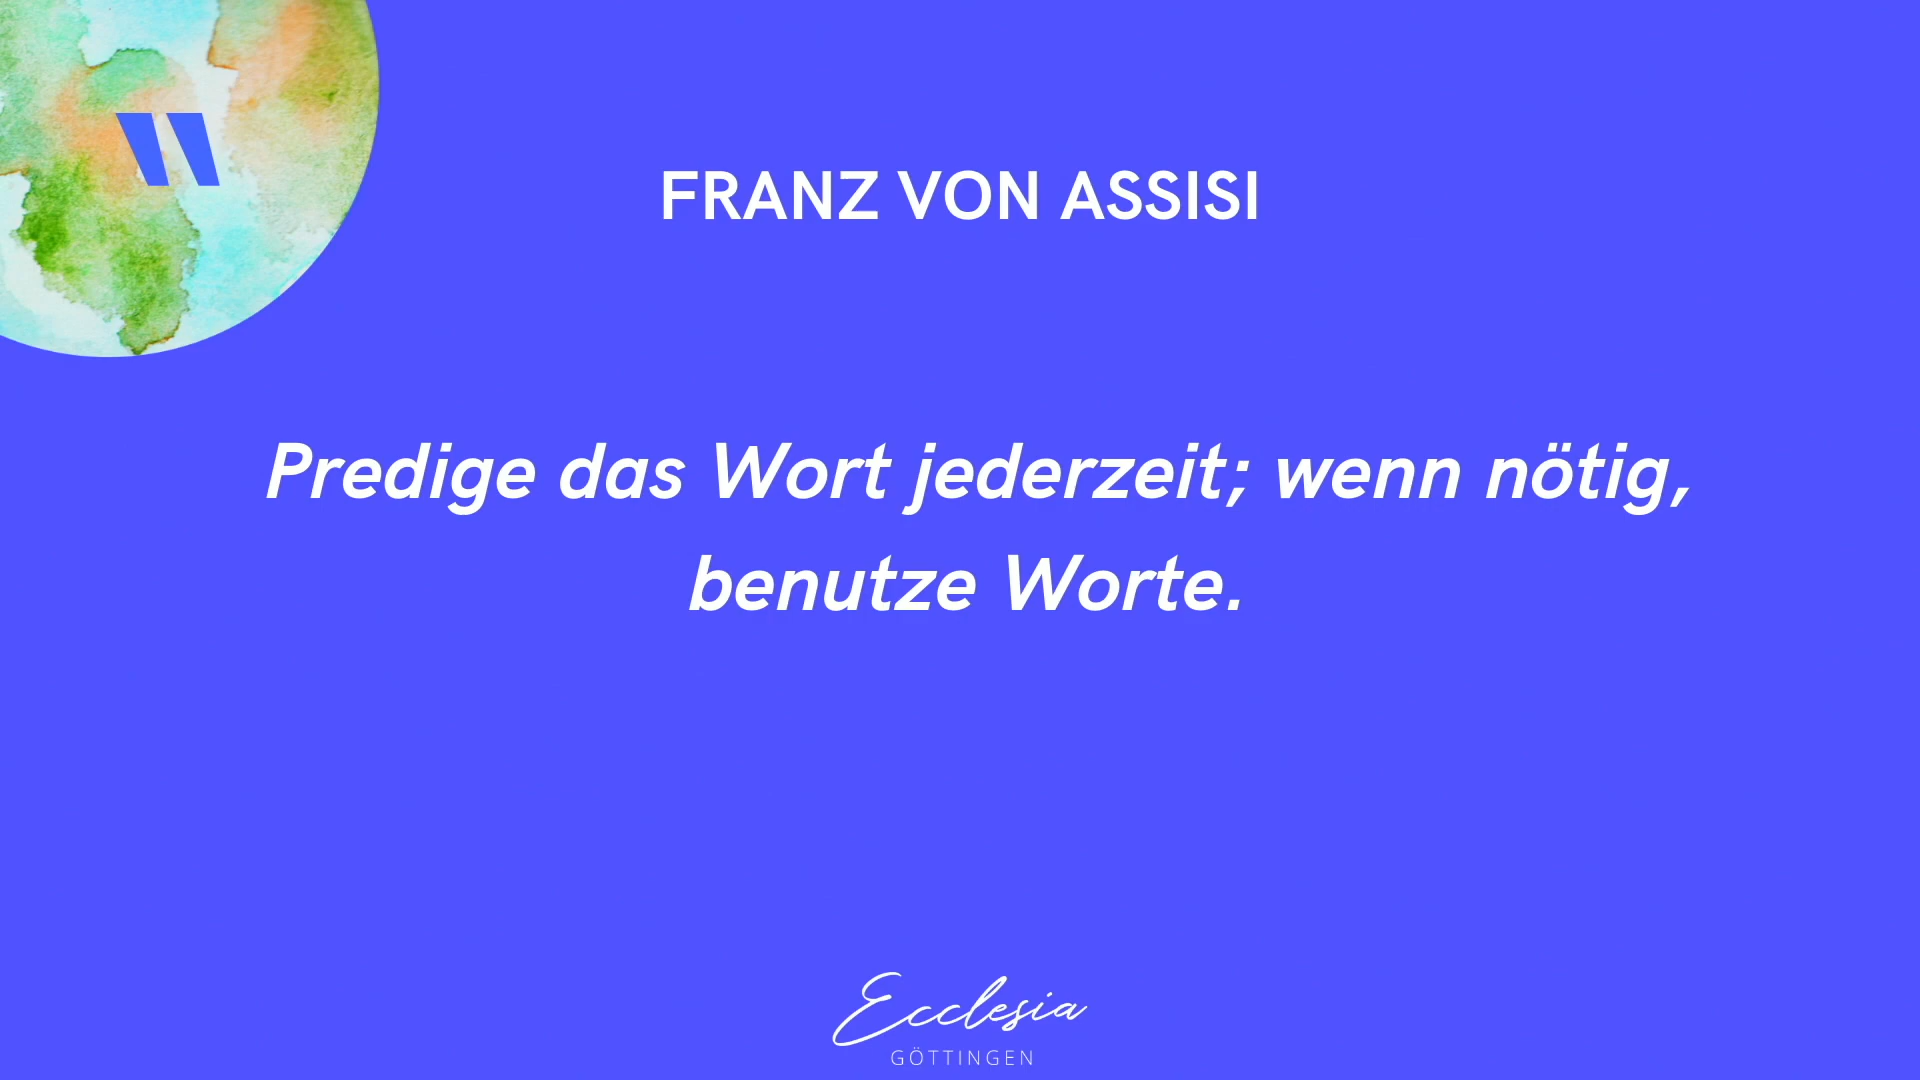 "
FRANZ VON ASSISI
Predige das Wort jederzeit; wenn nötig,
benutze Worte.
Ecclesia
GÖTTINGEN